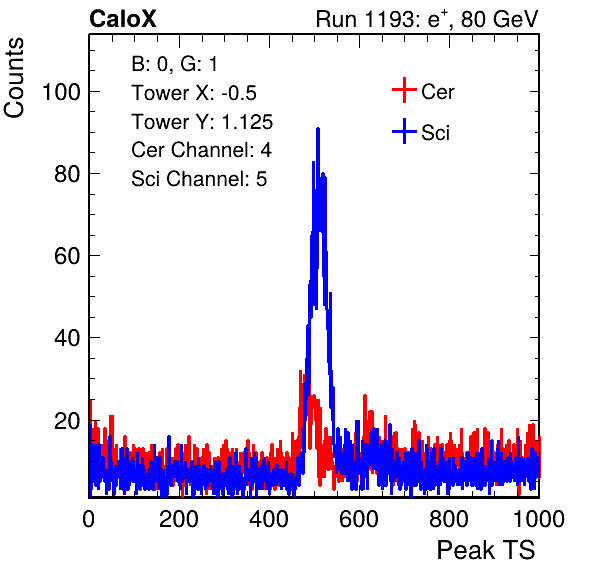 CaloX Run 1193: e⁺, 80 GeV
Counts
B: 0, G: 1
Tower X: -0.5
Tower Y: 1.125
Cer Channel: 4
Sci Channel: 5
Cer
Sci
100
80
60
40
20
0 200 400 600 800 1000
Peak TS